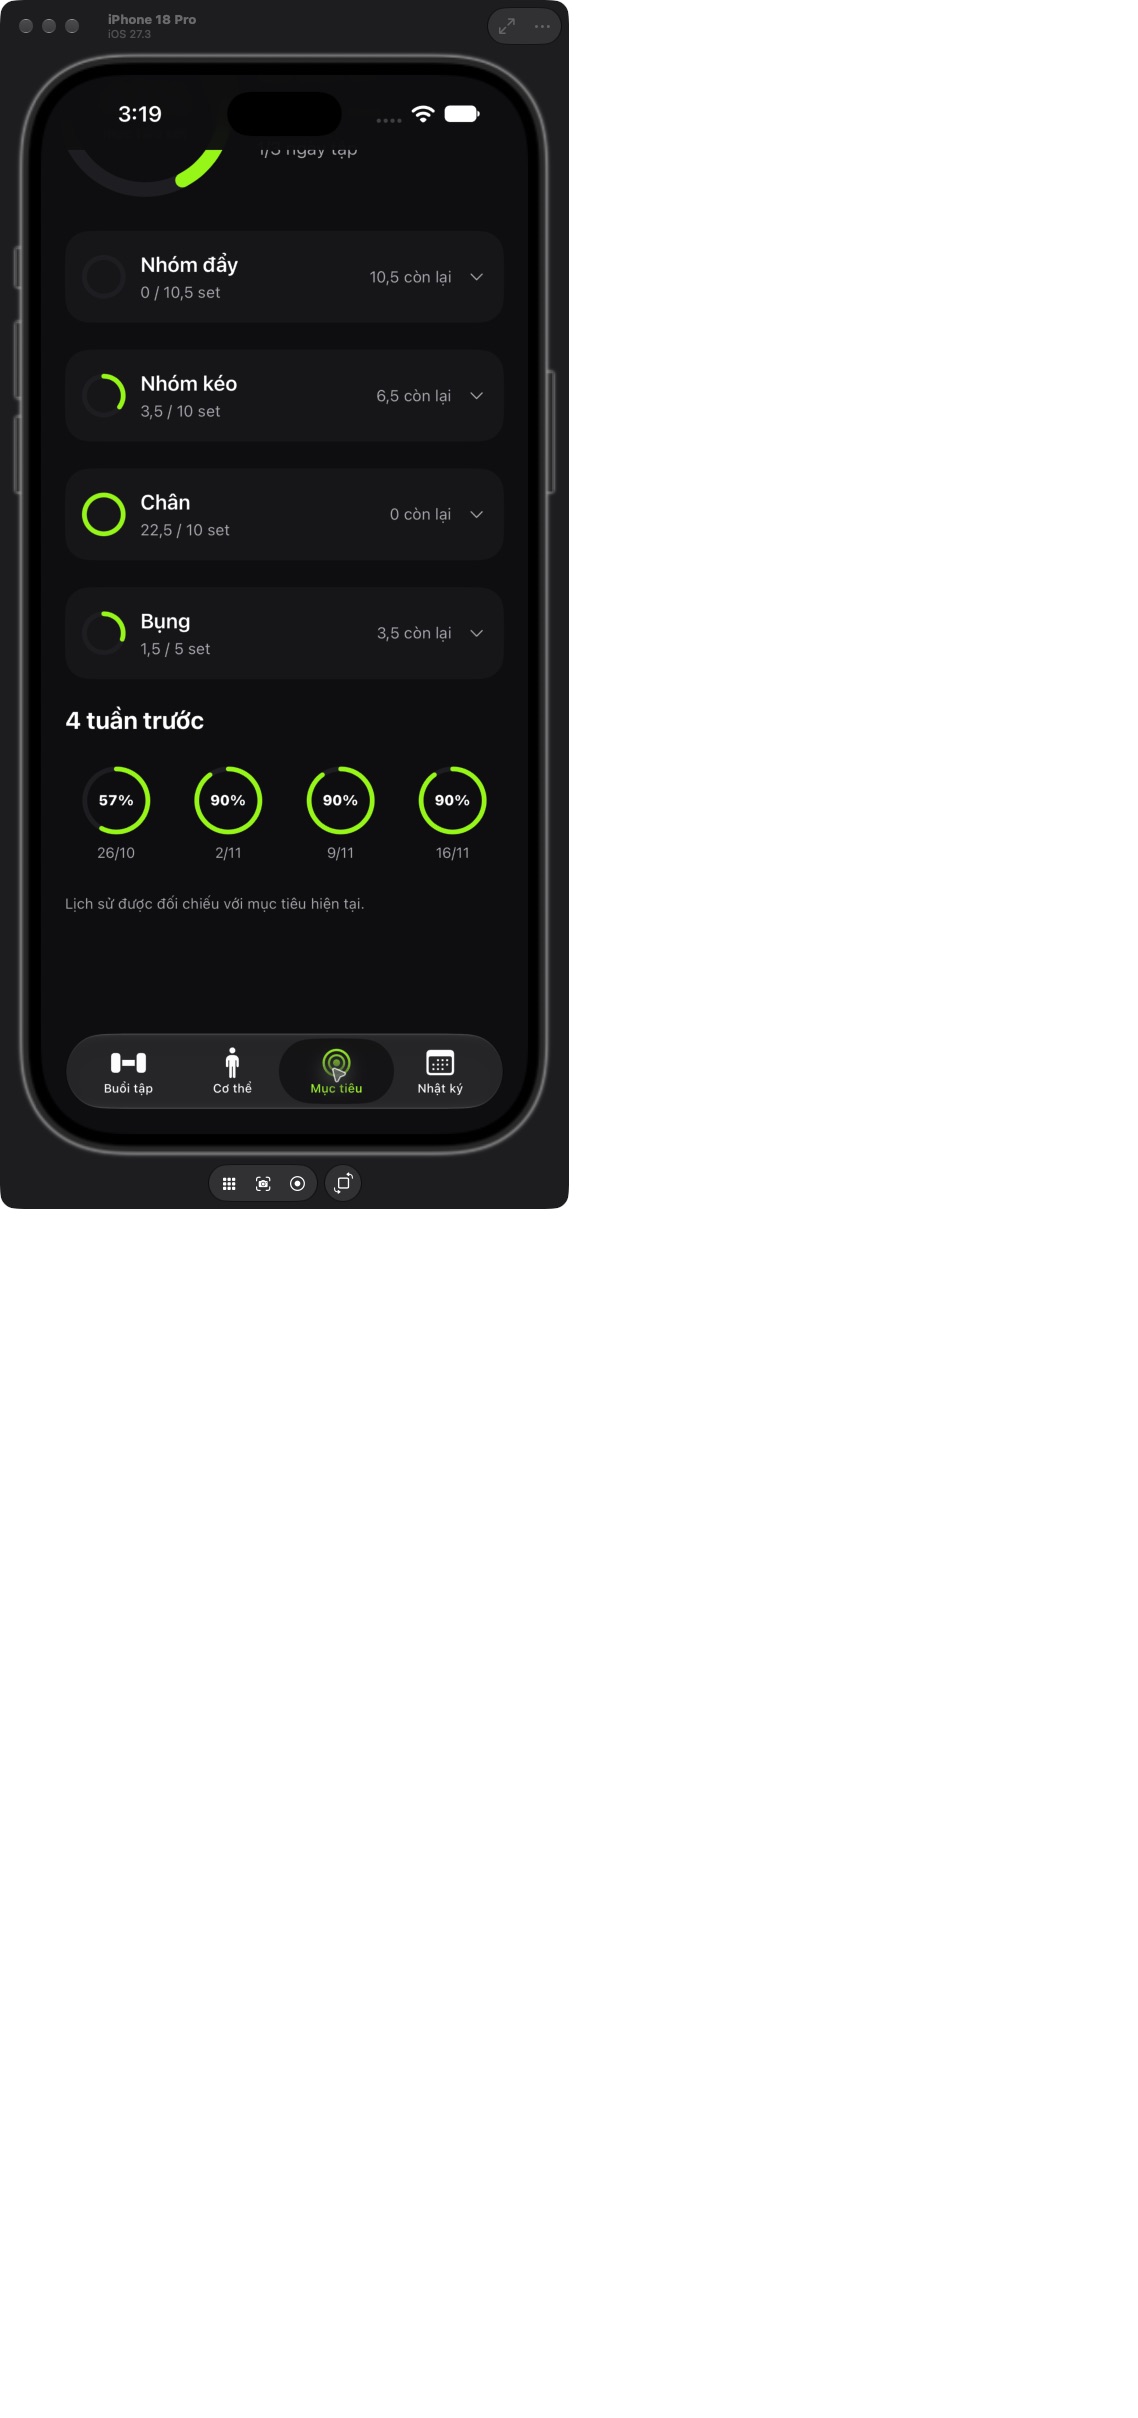 iPhone 18 Pro
iOS 27.3
3:19
1/3 ngày tập
Nhóm đẩy
0 / 10,5 set
10,5 còn lại
Nhóm kéo
3,5 / 10 set
6,5 còn lại
Chân
22,5 / 10 set
0 còn lại
Bụng
1,5 / 5 set
3,5 còn lại
4 tuần trước
57% 90% 90% 90%
26/10 2/11 9/11 16/11
Lịch sử được đối chiếu với mục tiêu hiện tại.
Buổi tập Cơ thể Mục tiêu Nhật ký